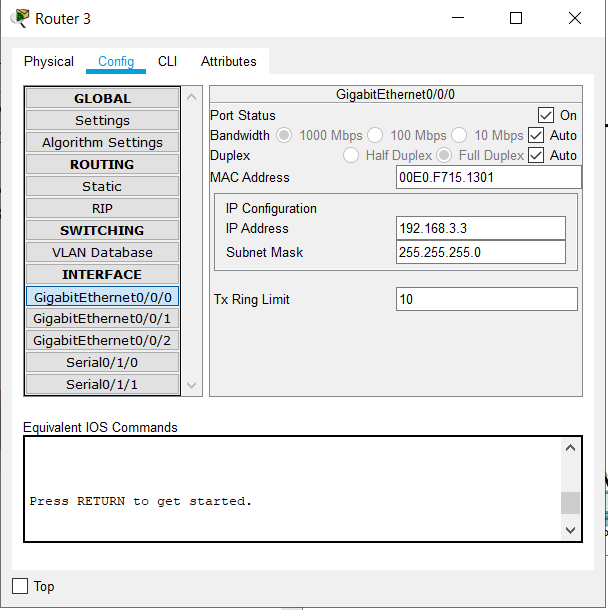 Router 3
Physical Config CLI Attributes
GLOBAL
Settings
Algorithm Settings
ROUTING
Static
RIP
SWITCHING
VLAN Database
INTERFACE
GigabitEthernet0/0/0
GigabitEthernet0/0/1
GigabitEthernet0/0/2
Serial0/1/0
Serial0/1/1
GigabitEthernet0/0/0
Port Status On
Bandwidth 1000 Mbps 100 Mbps 10 Mbps Auto
Duplex Half Duplex Full Duplex Auto
MAC Address 00E0.F715.1301
IP Configuration
IP Address 192.168.3.3
Subnet Mask 255.255.255.0
Tx Ring Limit 10
Equivalent IOS Commands
Press RETURN to get started.
Top